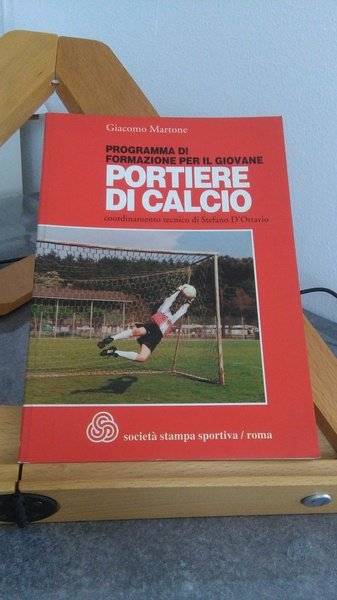 Giacomo Martone
PROGRAMMA DI
FORMAZIONE PER IL GIOVANE
PORTIERE
DI CALCIO
coordinamento tecnico di Stefano D'Ottavio
società stampa sportiva / roma